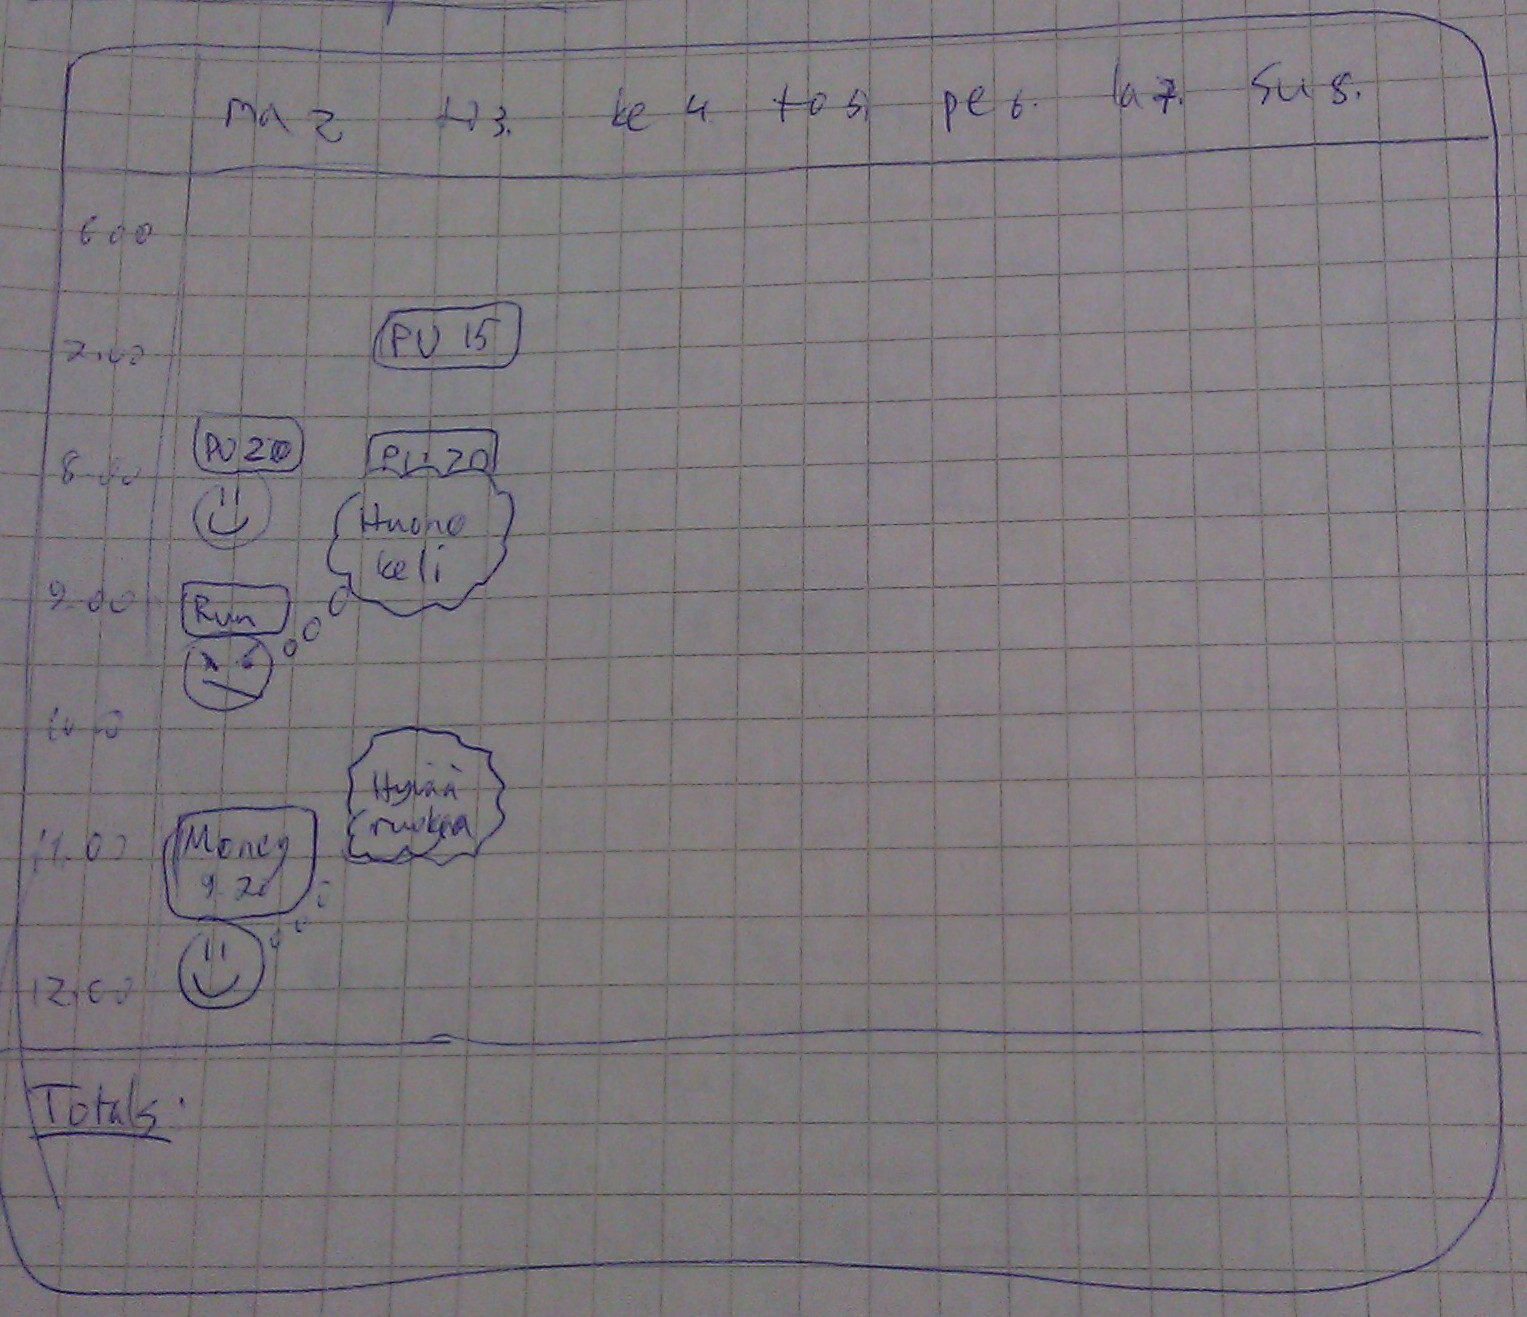 Ma 2 ti 3. ke 4 to 5. pe 6. la 7. Su 8.
6.00
7.00 PU 15
8.00 PU 20 PU 20
Huono
keli
9.00 Run
10.00
Hyvää
ruokaa
11.00 Money
9.20
12.00
Totals: